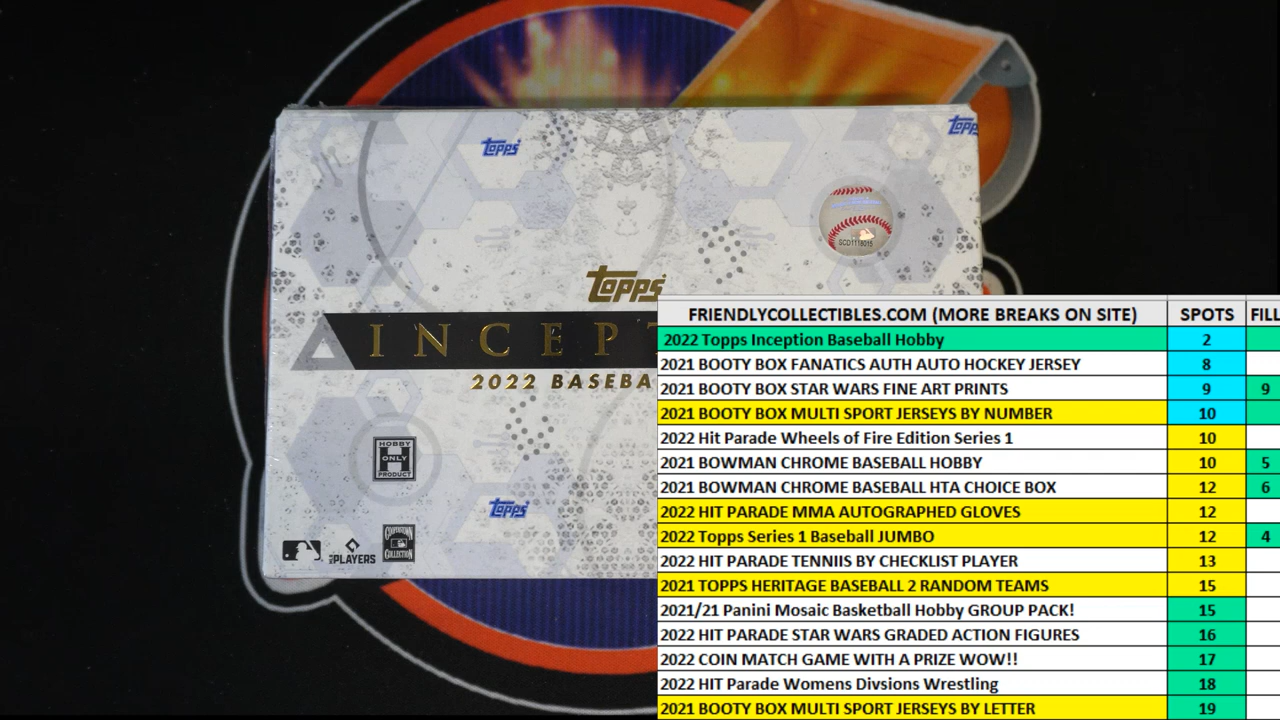 Topps
Topps
SCD1118015
Topps
INCEPT
2022 BASEBA
HOBBY
ONLY
PRODUCT
Topps
PLAYERS
COOPERSTOWN
COLLECTION
FRIENDLYCOLLECTIBLES.COM (MORE BREAKS ON SITE) SPOTS FILL
2022 Topps Inception Baseball Hobby 2
2021 BOOTY BOX FANATICS AUTH AUTO HOCKEY JERSEY 8
2021 BOOTY BOX STAR WARS FINE ART PRINTS 9 9
2021 BOOTY BOX MULTI SPORT JERSEYS BY NUMBER 10
2022 Hit Parade Wheels of Fire Edition Series 1 10
2021 BOWMAN CHROME BASEBALL HOBBY 10 5
2021 BOWMAN CHROME BASEBALL HTA CHOICE BOX 12 6
2022 HIT PARADE MMA AUTOGRAPHED GLOVES 12
2022 Topps Series 1 Baseball JUMBO 12 4
2022 HIT PARADE TENNIIS BY CHECKLIST PLAYER 13
2021 TOPPS HERITAGE BASEBALL 2 RANDOM TEAMS 15
2021/21 Panini Mosaic Basketball Hobby GROUP PACK! 15
2022 HIT PARADE STAR WARS GRADED ACTION FIGURES 16
2022 COIN MATCH GAME WITH A PRIZE WOW!! 17
2022 HIT Parade Womens Divsions Wrestling 18
2021 BOOTY BOX MULTI SPORT JERSEYS BY LETTER 19